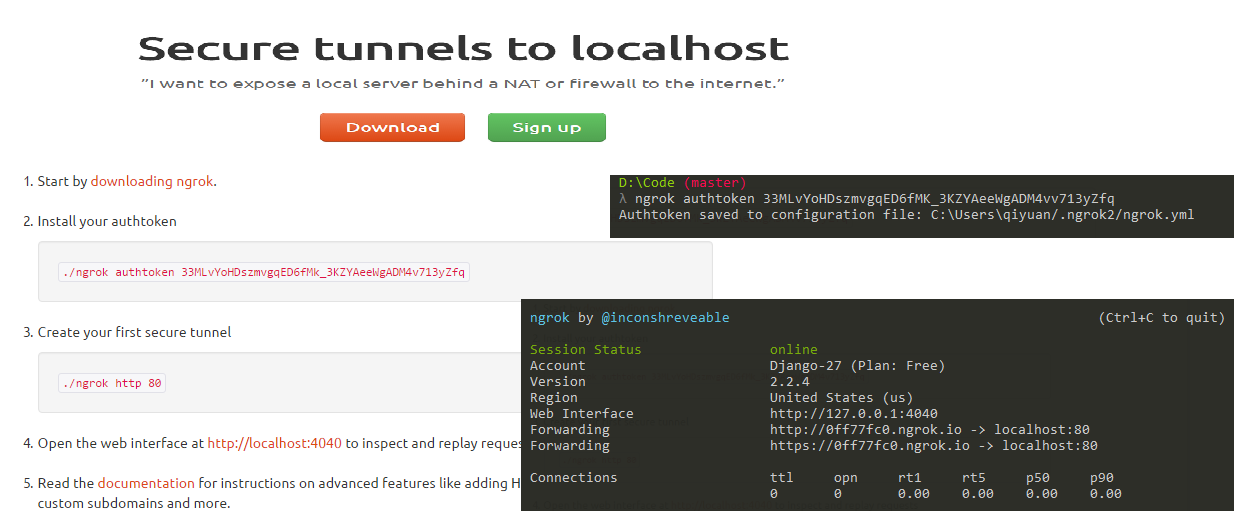 Secure tunnels to localhost
“I want to expose a local server behind a NAT or firewall to the internet.”
Download
Sign up
1. Start by downloading ngrok.
2. Install your authtoken
./ngrok authtoken 33MLvYoHDszmvgqED6fMk_3KZYAeeWgADM4v713yZfq
3. Create your first secure tunnel
./ngrok http 80
4. Open the web interface at http://localhost:4040 to inspect and replay reque
5. Read the documentation for instructions on advanced features like adding H
custom subdomains and more.
D:\Code (master)
λ ngrok authtoken 33MLvYoHDszmvgqED6fMK_3KZYAeeWgADM4vv713yZfq
Authtoken saved to configuration file: C:\Users\qiyuan/.ngrok2/ngrok.yml
ngrok by @inconshreveable (Ctrl+C to quit)
Session Status online
Account Django-27 (Plan: Free)
Version 2.2.4
Region United States (us)
Web Interface http://127.0.0.1:4040
Forwarding http://0ff77fc0.ngrok.io -> localhost:80
Forwarding https://0ff77fc0.ngrok.io -> localhost:80
Connections ttl opn rt1 rt5 p50 p90
0 0 0.00 0.00 0.00 0.00